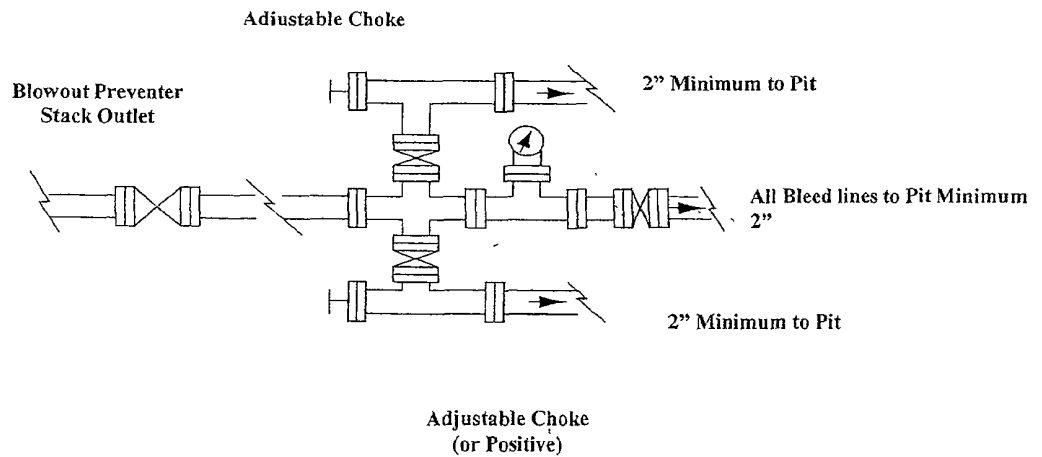 Adjustable Choke
Blowout Preventer
Stack Outlet
2” Minimum to Pit
All Bleed lines to Pit Minimum
2”
2” Minimum to Pit
Adjustable Choke
(or Positive)